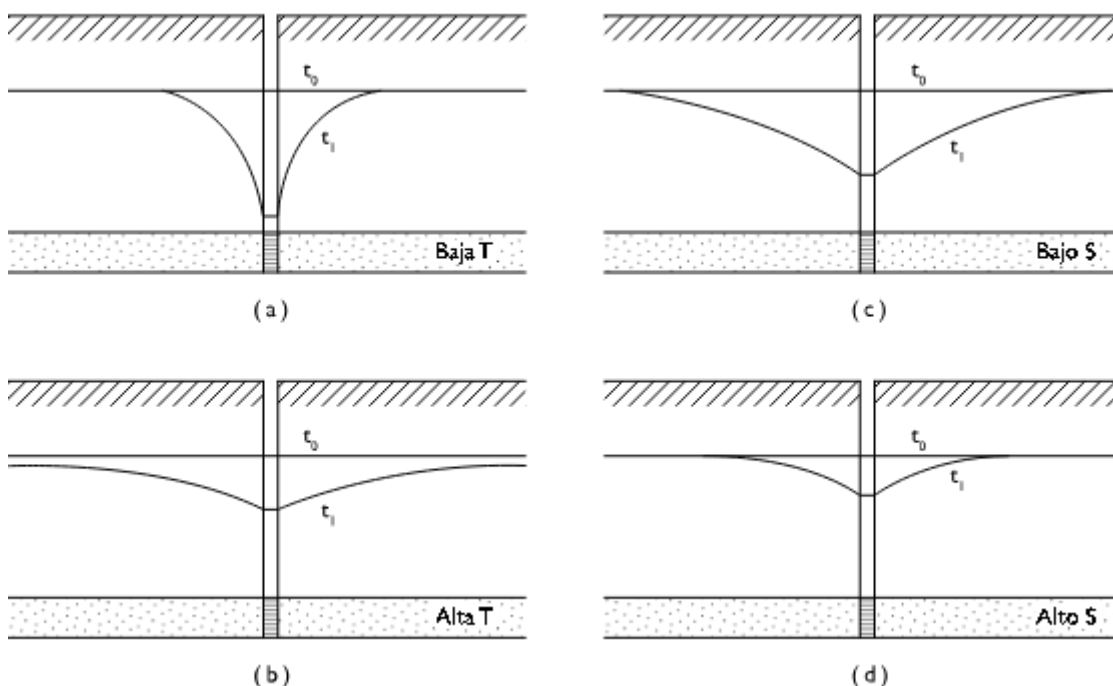 t₀
t₁
Baja T
( a )
t₀
t₁
Bajo S
( c )
t₀
t₁
Alta T
( b )
t₀
t₁
Alto S
( d )